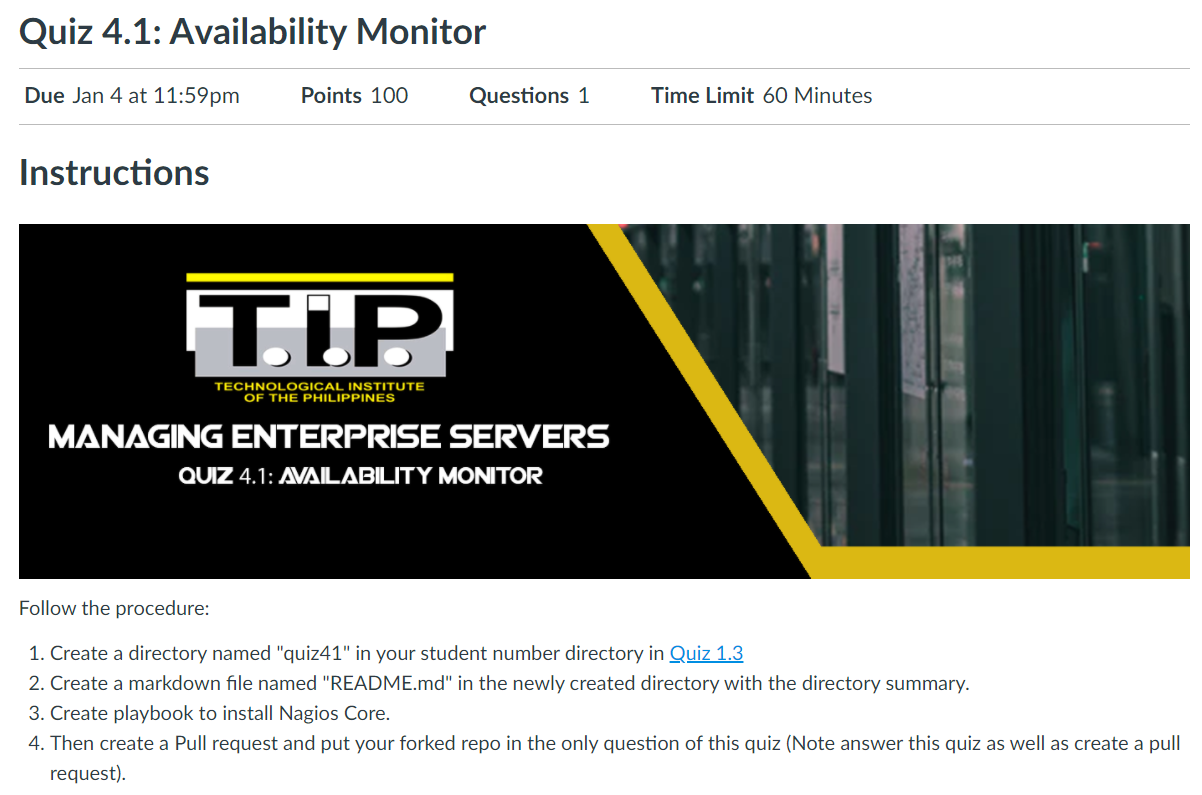 Quiz 4.1: Availability Monitor
Due Jan 4 at 11:59pm Points 100 Questions 1 Time Limit 60 Minutes
Instructions
T.I.P.
TECHNOLOGICAL INSTITUTE
OF THE PHILIPPINES
MANAGING ENTERPRISE SERVERS
QUIZ 4.1: AVAILABILITY MONITOR
Follow the procedure:
1. Create a directory named "quiz41" in your student number directory in Quiz 1.3
2. Create a markdown file named "README.md" in the newly created directory with the directory summary.
3. Create playbook to install Nagios Core.
4. Then create a Pull request and put your forked repo in the only question of this quiz (Note answer this quiz as well as create a pull
request).